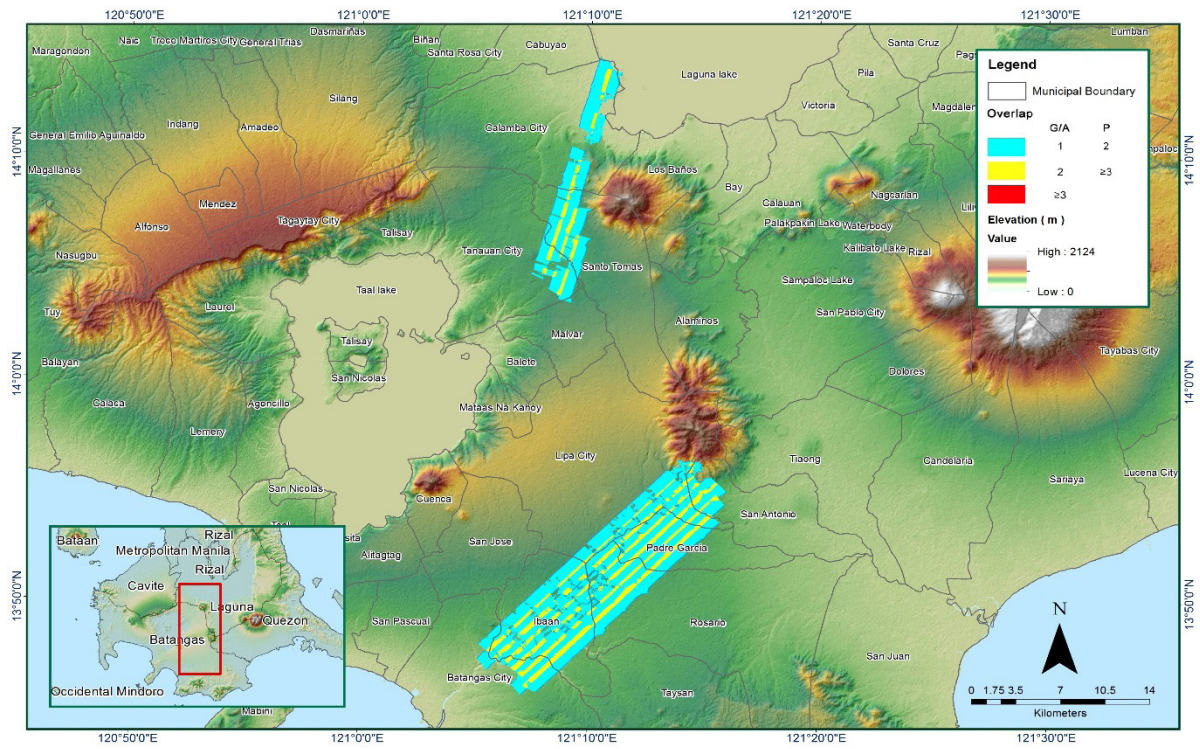 120°50'0"E 121°0'0"E 121°10'0"E 121°20'0"E 121°30'0"E
Maragondon
Naic
Trece Martires City
General Trias
Dasmariñas
Biñan
Santa Rosa City
Cabuyao
Laguna lake
Santa Cruz
Pila
Lumban
Victoria
Silang
Indang
Amadeo
Calamba City
General Emilio Aguinaldo
Magallanes
14°10'0"N
14°10'0"N
Los Baños
Bay
Nagcarlan
Mendez
Calauan
Alfonso
Tagaytay City
Palakpakin Lake
Waterbody
Talisay
Tanauan City
Kalibato Lake
Rizal
Nasugbu
Santo Tomas
Taal lake
Sampaloc Lake
Tuy
Laurel
San Pablo City
Alaminos
Malvar
Talisay
Tayabas City
Balayan
Balete
14°0'0"N
14°0'0"N
San Nicolas
Dolores
Calaca
Agoncillo
Mataas Na Kahoy
Lemery
Lipa City
Tiaong
Candelaria
Lucena City
Sariaya
San Nicolas
Cuenca
San Antonio
Alitagtag
San Jose
Padre Garcia
13°50'0"N
13°50'0"N
San Pascual
Ibaan
Rosario
San Juan
Batangas City
Taysan
Mabini
Legend
Municipal Boundary
Overlap
G/A P
1 2
2 ≥3
≥3
Elevation ( m )
Value
High : 2124
Low : 0
Bataan
Rizal
Metropolitan Manila
Rizal
Cavite
Laguna
Quezon
Batangas
Occidental Mindoro
N
0 1.75 3.5 7 10.5 14
Kilometers
120°50'0"E 121°0'0"E 121°10'0"E 121°20'0"E 121°30'0"E